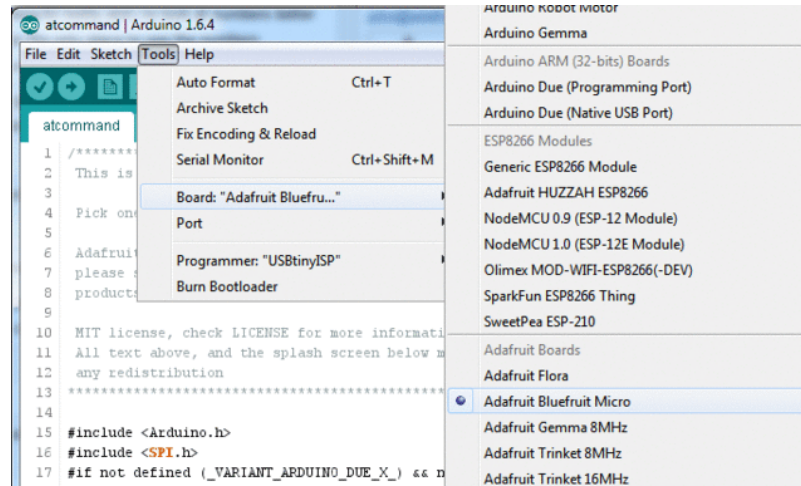 atcommand | Arduino 1.6.4
File Edit Sketch Tools Help
atcommand
Auto Format Ctrl+T
Archive Sketch
Fix Encoding & Reload
Serial Monitor Ctrl+Shift+M
Board: "Adafruit Bluefru..."
Port
Programmer: "USBtinyISP"
Burn Bootloader
Arduino Robot Motor
Arduino Gemma
Arduino ARM (32-bits) Boards
Arduino Due (Programming Port)
Arduino Due (Native USB Port)
ESP8266 Modules
Generic ESP8266 Module
Adafruit HUZZAH ESP8266
NodeMCU 0.9 (ESP-12 Module)
NodeMCU 1.0 (ESP-12E Module)
Olimex MOD-WIFI-ESP8266(-DEV)
SparkFun ESP8266 Thing
SweetPea ESP-210
Adafruit Boards
Adafruit Flora
Adafruit Bluefruit Micro
Adafruit Gemma 8MHz
Adafruit Trinket 8MHz
Adafruit Trinket 16MHz
1 /********
2 This is
3
4 Pick on
5
6 Adafrui
7 please s
8 products
9
10 MIT license, check LICENSE for more informati
11 All text above, and the splash screen below m
12 any redistribution
13 **********************************************
14
15 #include <Arduino.h>
16 #include <SPI.h>
17 #if not defined (_VARIANT_ARDUINO_DUE_X_) && n